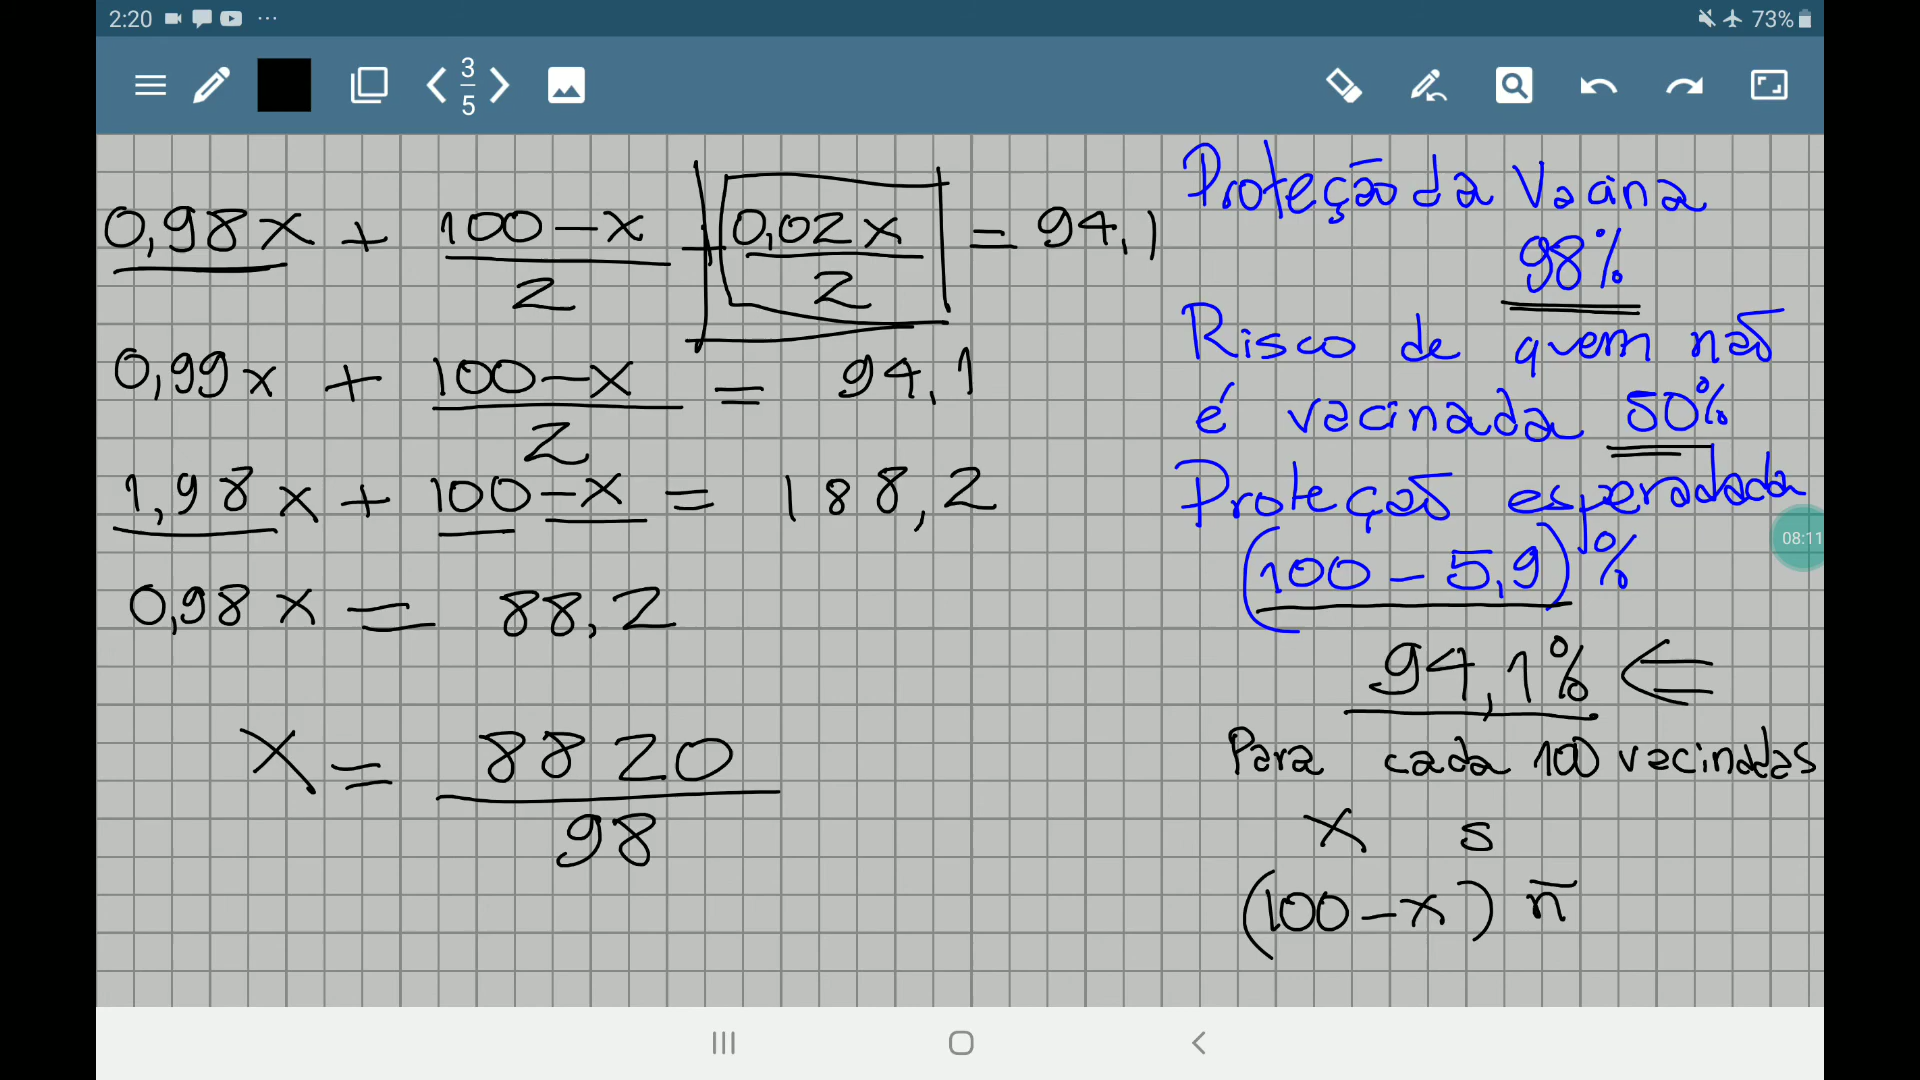 2:20 ... 73%
3
5
0,98x + 100-x/2 + 0,02x/2 = 94,1
0,99x + 100-x/2 = 94,1
1,98x + 100-x = 188,2
0,98x = 88,2
x = 8820/98
Proteção da Vacina
98%
Risco de quem não
é vacinada 50%
Proteção esperadada
(100-5,9)%
94,1% ⇐
Para cada 100 vacinadas
x s
(100-x) n̄
08:11